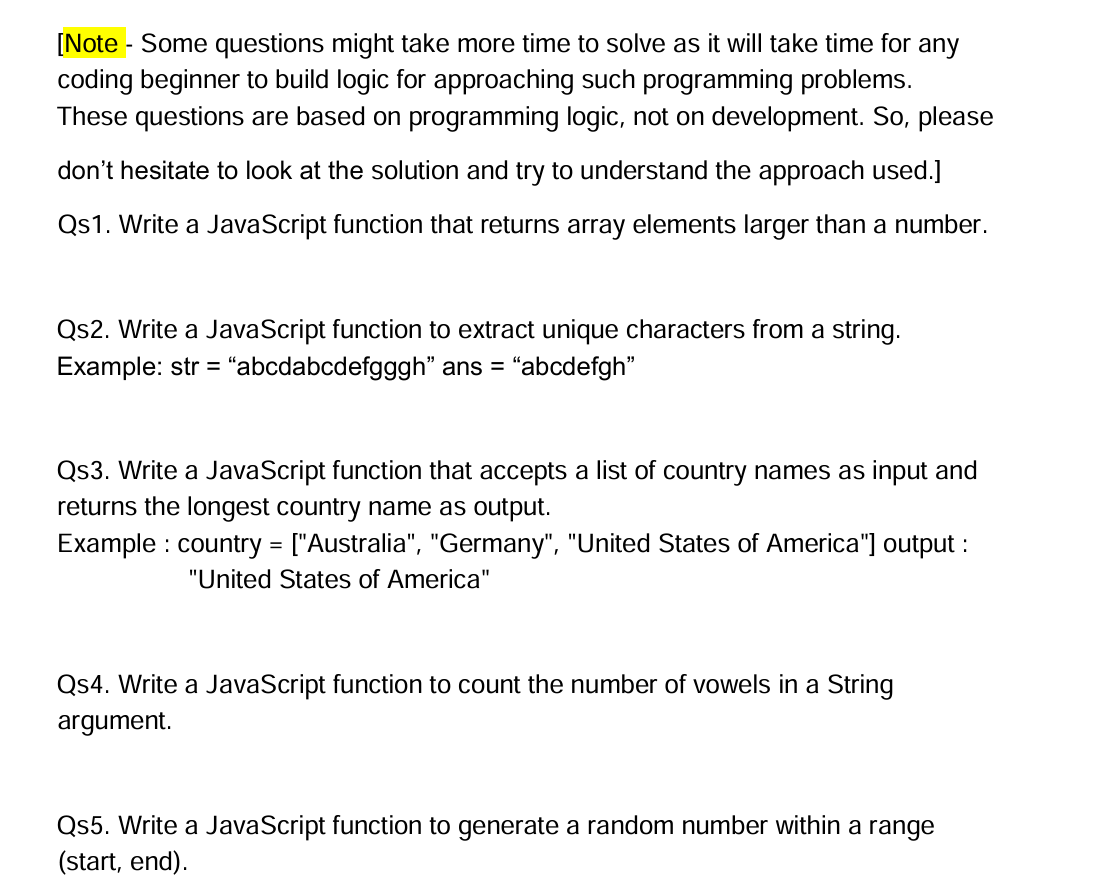 [Note - Some questions might take more time to solve as it will take time for any
coding beginner to build logic for approaching such programming problems.
These questions are based on programming logic, not on development. So, please
don’t hesitate to look at the solution and try to understand the approach used.]
Qs1. Write a JavaScript function that returns array elements larger than a number.
Qs2. Write a JavaScript function to extract unique characters from a string.
Example: str = “abcdabcdefgggh” ans = “abcdefgh”
Qs3. Write a JavaScript function that accepts a list of country names as input and
returns the longest country name as output.
Example : country = ["Australia", "Germany", "United States of America"] output :
"United States of America"
Qs4. Write a JavaScript function to count the number of vowels in a String
argument.
Qs5. Write a JavaScript function to generate a random number within a range
(start, end).